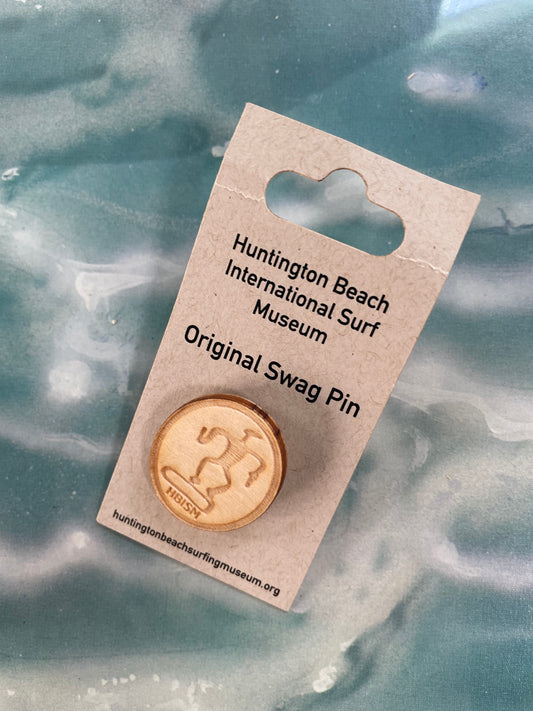 Huntington Beach
International Surf
Museum
Original Swag Pin
HBISM
huntingtonbeachsurfingmuseum.org